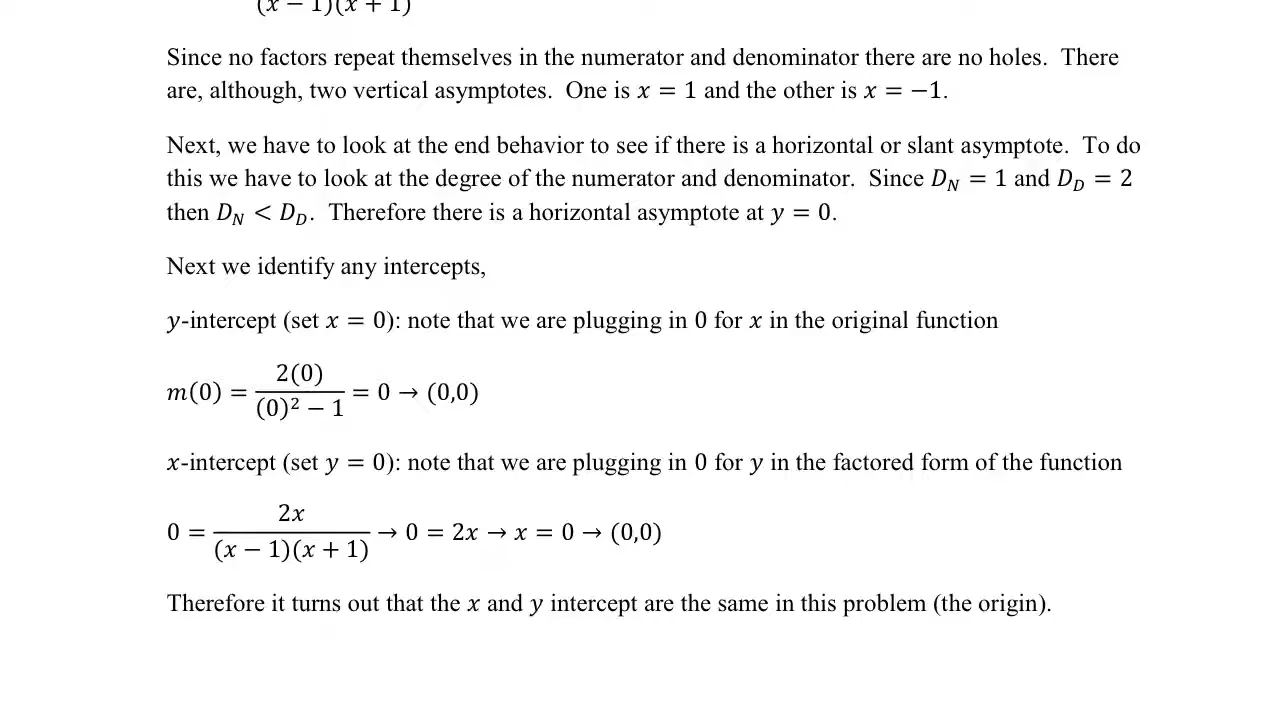 (x − 1)(x + 1)
Since no factors repeat themselves in the numerator and denominator there are no holes. There
are, although, two vertical asymptotes. One is x = 1 and the other is x = −1.
Next, we have to look at the end behavior to see if there is a horizontal or slant asymptote. To do
this we have to look at the degree of the numerator and denominator. Since D_N = 1 and D_D = 2
then D_N < D_D. Therefore there is a horizontal asymptote at y = 0.
Next we identify any intercepts,
y-intercept (set x = 0): note that we are plugging in 0 for x in the original function
m(0) = 2(0) / ((0)² − 1) = 0 → (0,0)
x-intercept (set y = 0): note that we are plugging in 0 for y in the factored form of the function
0 = 2x / ((x − 1)(x + 1)) → 0 = 2x → x = 0 → (0,0)
Therefore it turns out that the x and y intercept are the same in this problem (the origin).